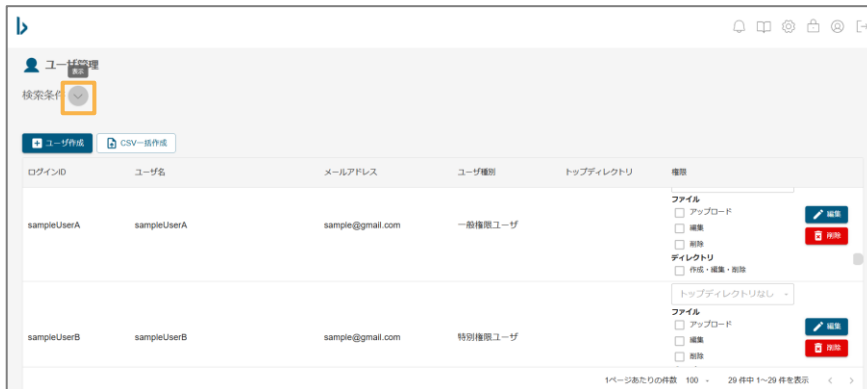 ユーザ管理
表示
検索条件
ユーザ作成 CSV一括作成
ログインID ユーザ名 メールアドレス ユーザ種別 トップディレクトリ 権限
ファイル
アップロード
編集
削除
ディレクトリ
作成・編集・削除
sampleUserA sampleUserA sample@gmail.com 一般権限ユーザ
編集
削除
トップディレクトリなし
ファイル
アップロード
編集
削除
sampleUserB sampleUserB sample@gmail.com 特別権限ユーザ
編集
削除
1ページあたりの件数 100 29 件中 1~29 件を表示